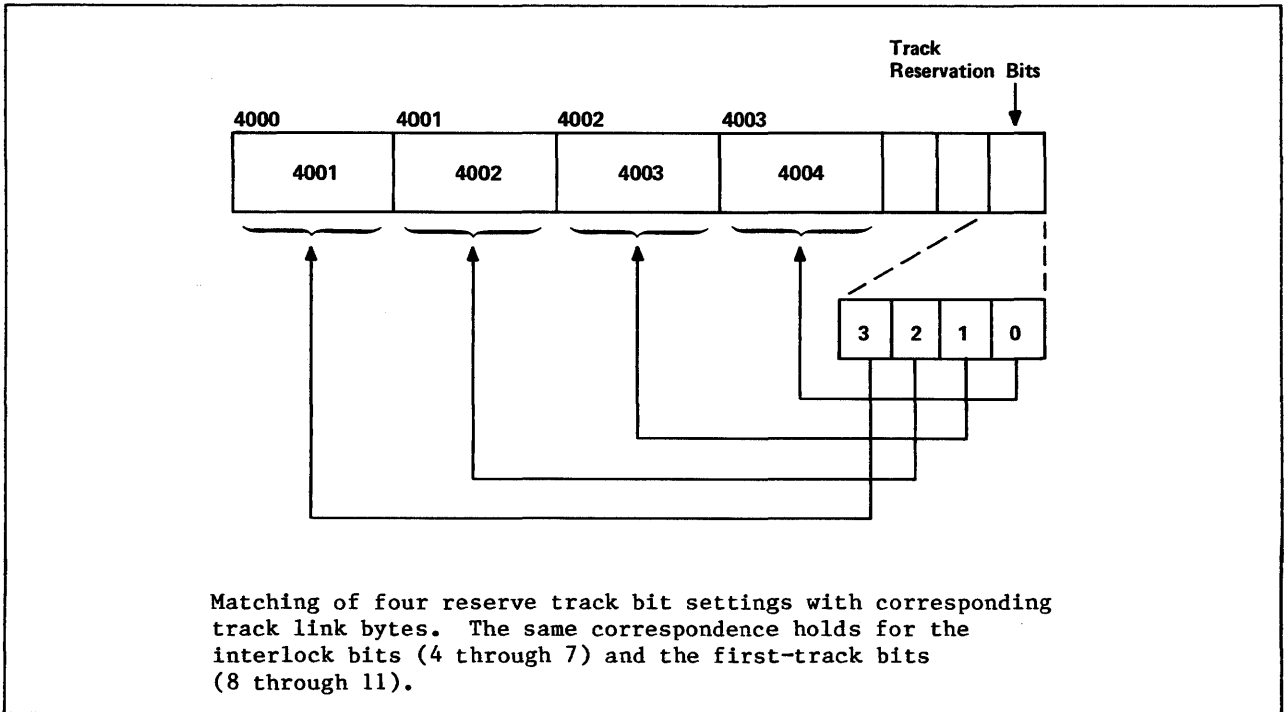 Track
Reservation Bits
4000 4001 4002 4003
4001 4002 4003 4004
3 2 1 0
Matching of four reserve track bit settings with corresponding
track link bytes. The same correspondence holds for the
interlock bits (4 through 7) and the first-track bits
(8 through 11).